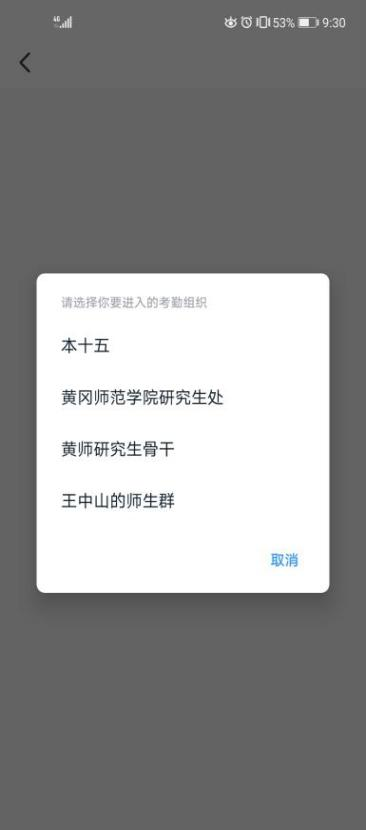 4G 53% 9:30
请选择你要进入的考勤组织
本十五
黄冈师范学院研究生处
黄师研究生骨干
王中山的师生群
取消